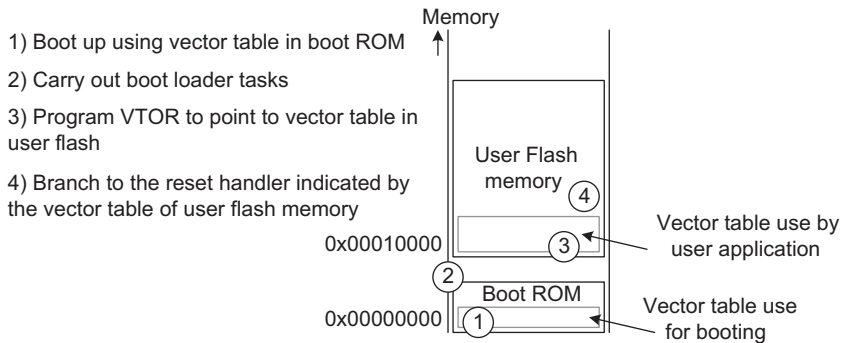 1) Boot up using vector table in boot ROM
2) Carry out boot loader tasks
3) Program VTOR to point to vector table in
user flash
4) Branch to the reset handler indicated by
the vector table of user flash memory
Memory
User Flash
memory
4
0x00010000
3
Vector table use by
user application
2
Boot ROM
0x00000000
1
Vector table use
for booting